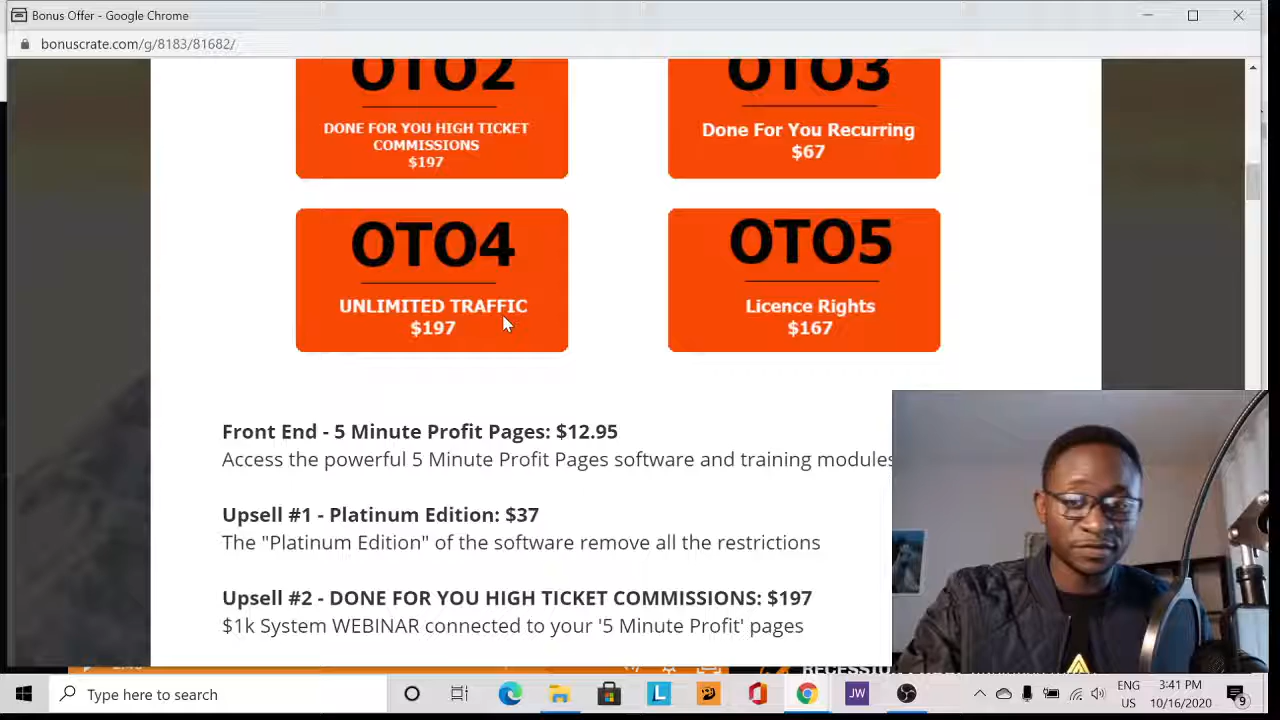 Bonus Offer - Google Chrome
bonuscrate.com/g/8183/81682/
OTO2
DONE FOR YOU HIGH TICKET
COMMISSIONS
$197
OTO3
Done For You Recurring
$67
OTO4
UNLIMITED TRAFFIC
$197
OTO5
Licence Rights
$167
Front End - 5 Minute Profit Pages: $12.95
Access the powerful 5 Minute Profit Pages software and training modules
Upsell #1 - Platinum Edition: $37
The "Platinum Edition" of the software remove all the restrictions
Upsell #2 - DONE FOR YOU HIGH TICKET COMMISSIONS: $197
$1k System WEBINAR connected to your '5 Minute Profit' pages
Type here to search
L
JW
ENG
US
3:41 PM
10/16/2020
9